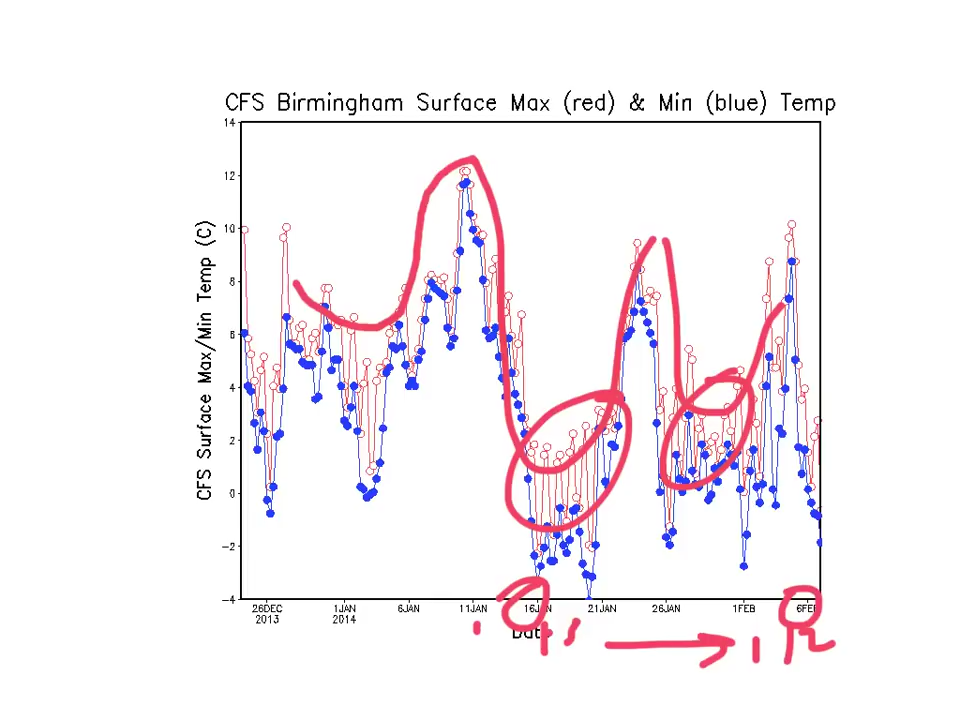 CFS Birmingham Surface Max (red) & Min (blue) Temp
14
12
10
8
6
4
2
0
−2
−4
CFS Surface Max/Min Temp (C)
26DEC 1JAN 6JAN 11JAN 16JAN 21JAN 26JAN 1FEB 6FEB
2013 2014
Date